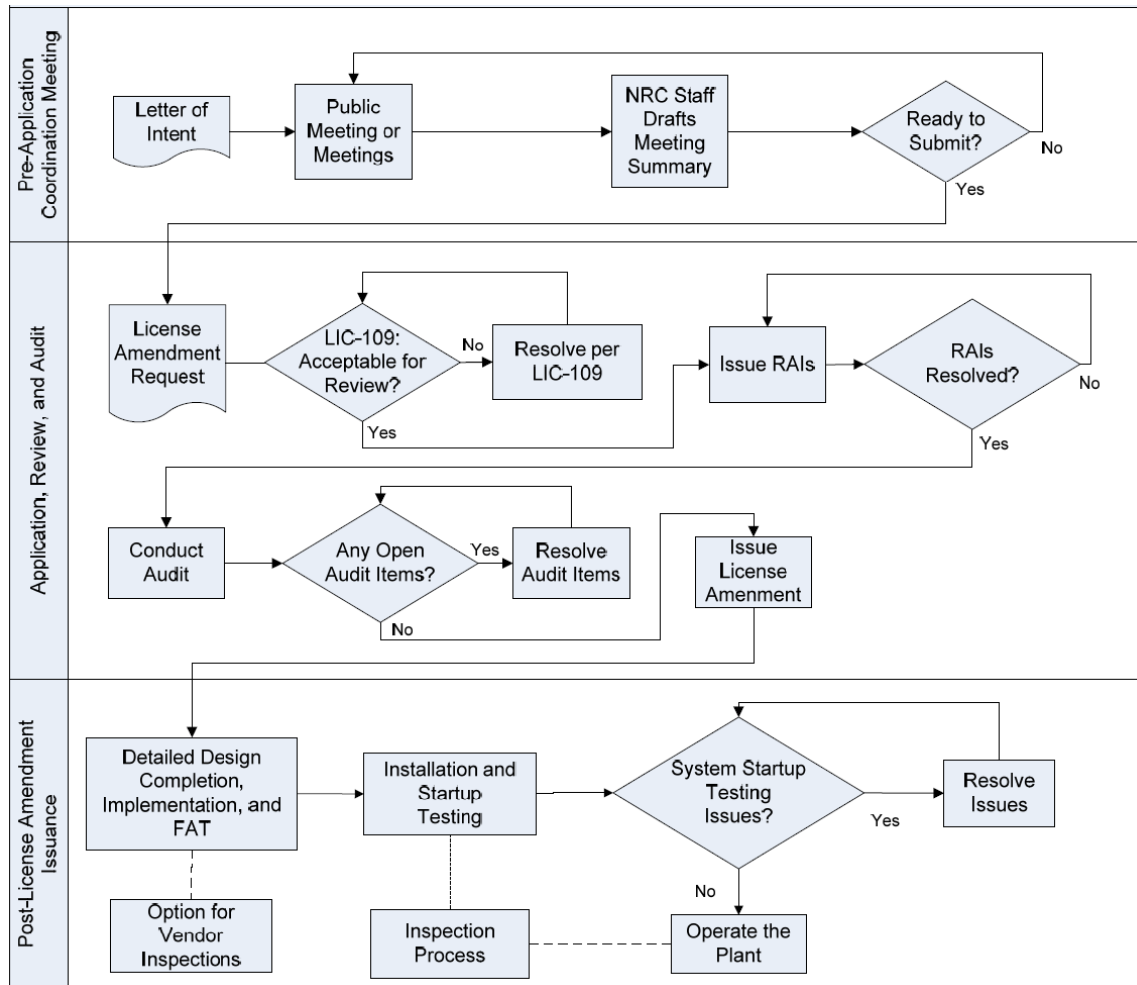 Pre-Application
Coordination Meeting
Letter of
Intent
Public
Meeting or
Meetings
NRC Staff
Drafts
Meeting
Summary
Ready to
Submit?
No
Yes
Application, Review, and Audit
License
Amendment
Request
LIC-109:
Acceptable for
Review?
No
Resolve per
LIC-109
Yes
Issue RAIs
RAIs
Resolved?
No
Yes
Conduct
Audit
Any Open
Audit Items?
Yes
Resolve
Audit Items
No
Issue
License
Amenment
Post-License Amendment
Issuance
Detailed Design
Completion,
Implementation, and
FAT
Installation and
Startup
Testing
System Startup
Testing
Issues?
Yes
Resolve
Issues
No
Option for
Vendor
Inspections
Inspection
Process
Operate the
Plant